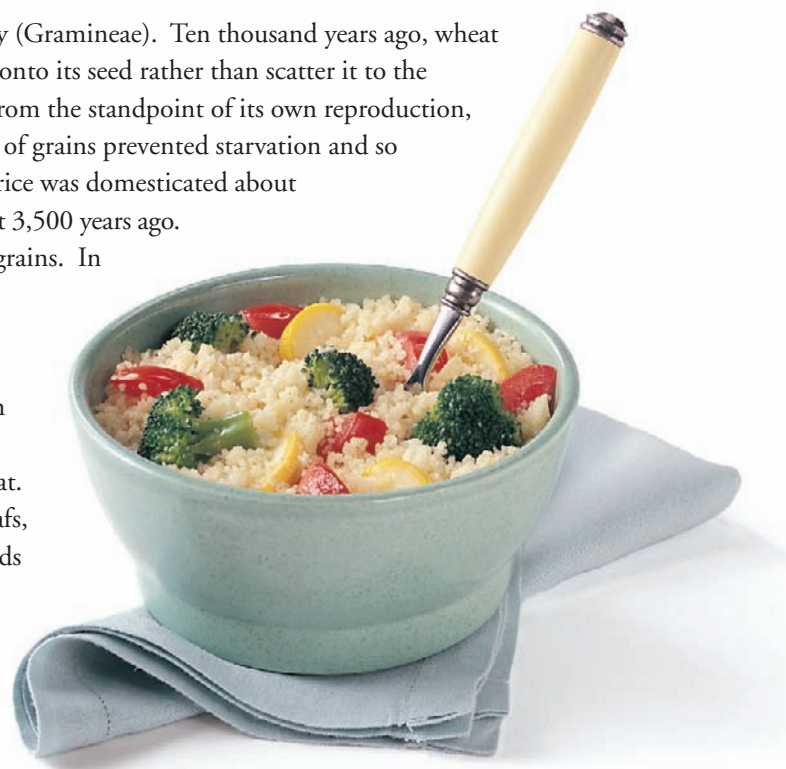 (Gramineae). Ten thousand years ago, wheat
onto its seed rather than scatter it to the
rom the standpoint of its own reproduction,
of grains prevented starvation and so
rice was domesticated about
t 3,500 years ago.
grains. In
n
at.
afs,
ds